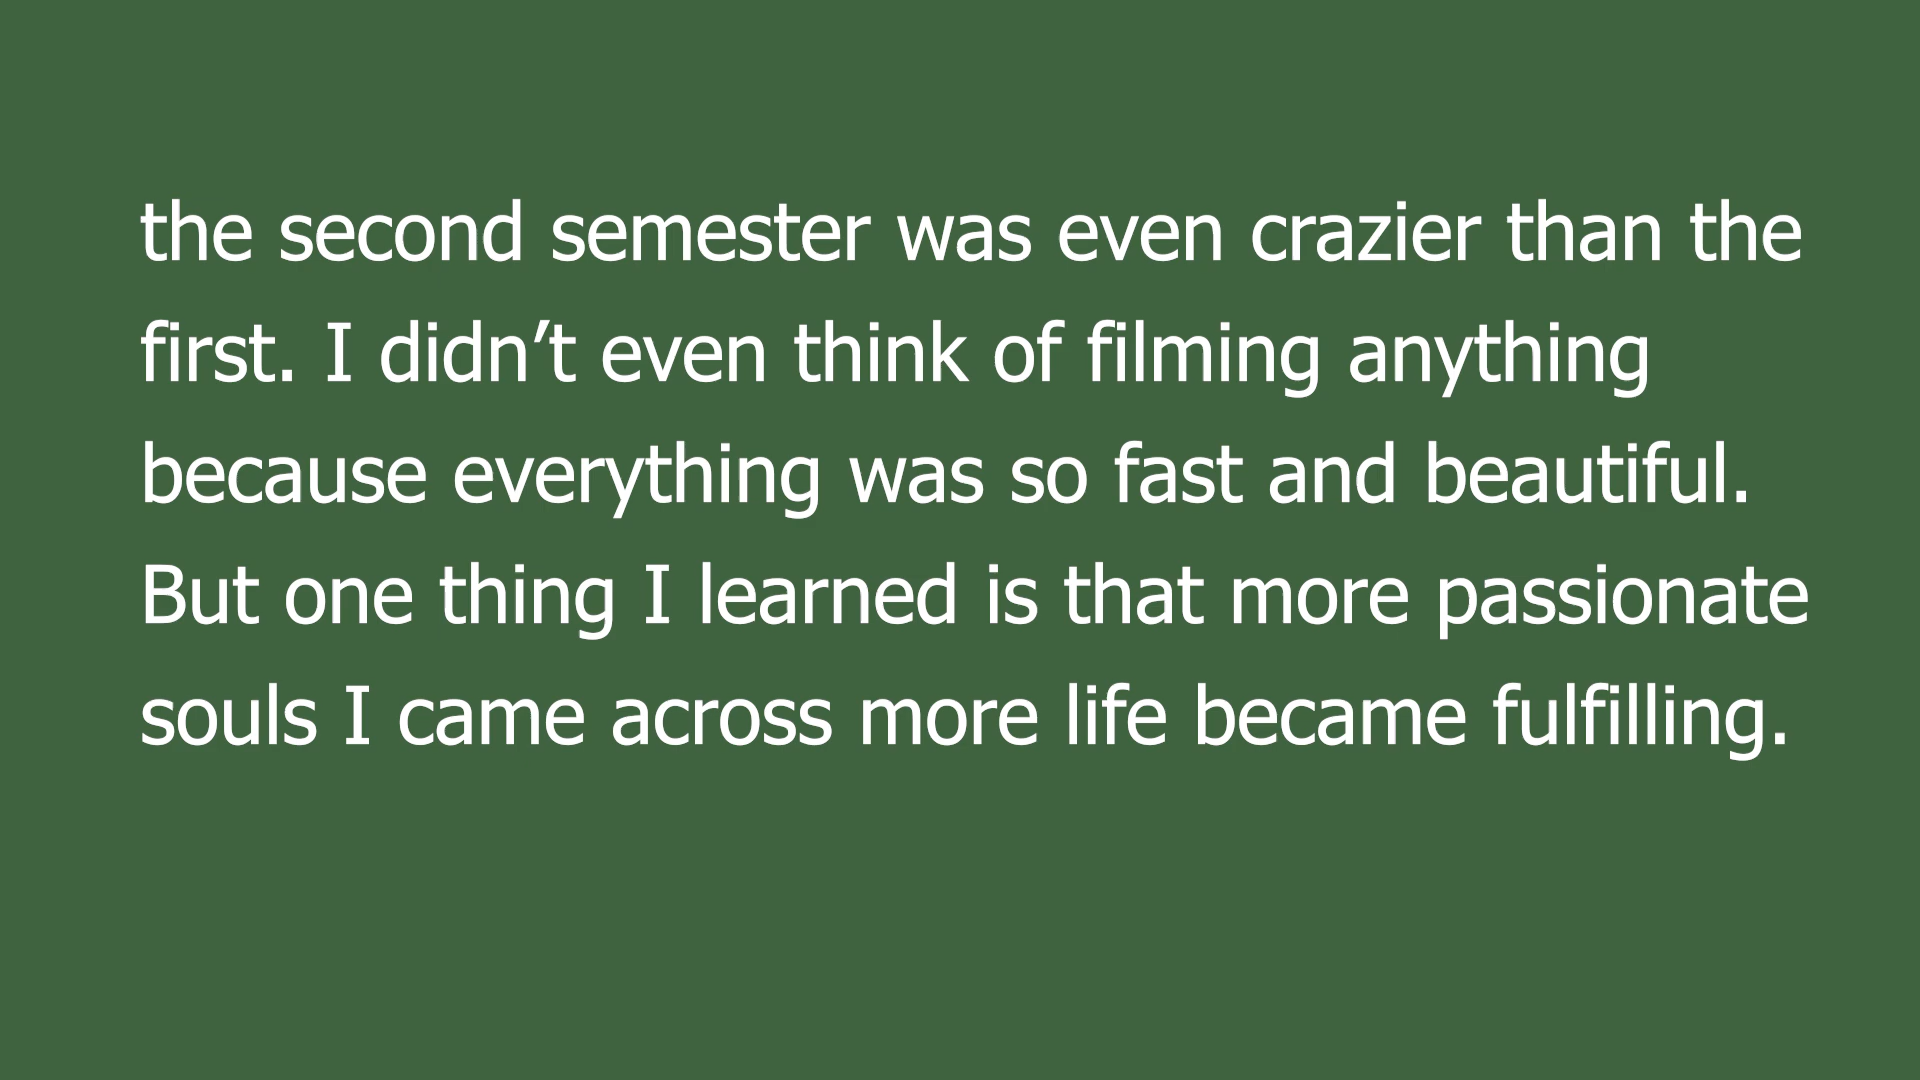 the second semester was even crazier than the
first. I didn’t even think of filming anything
because everything was so fast and beautiful.
But one thing I learned is that more passionate
souls I came across more life became fulfilling.